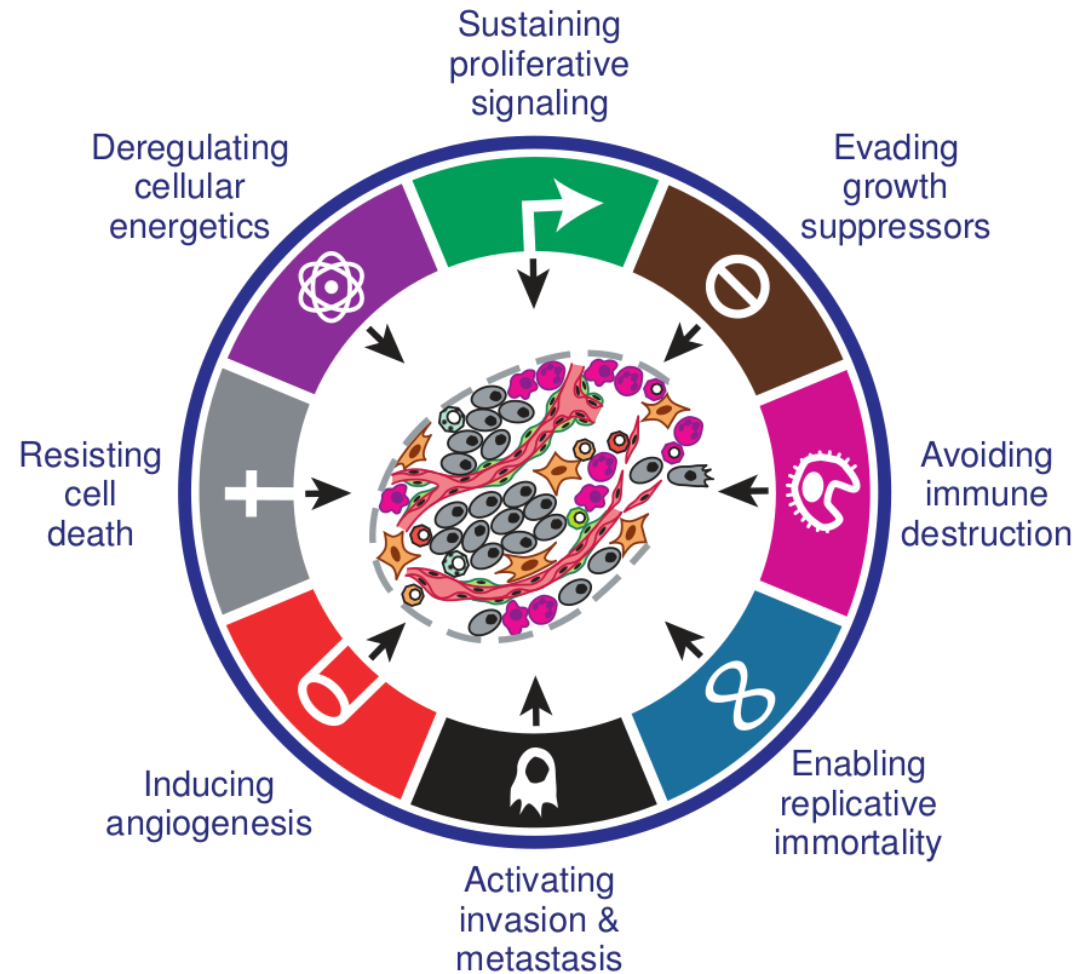 Sustaining
proliferative
signaling
Evading
growth
suppressors
Avoiding
immune
destruction
Enabling
replicative
immortality
Activating
invasion &
metastasis
Inducing
angiogenesis
Resisting
cell
death
Deregulating
cellular
energetics